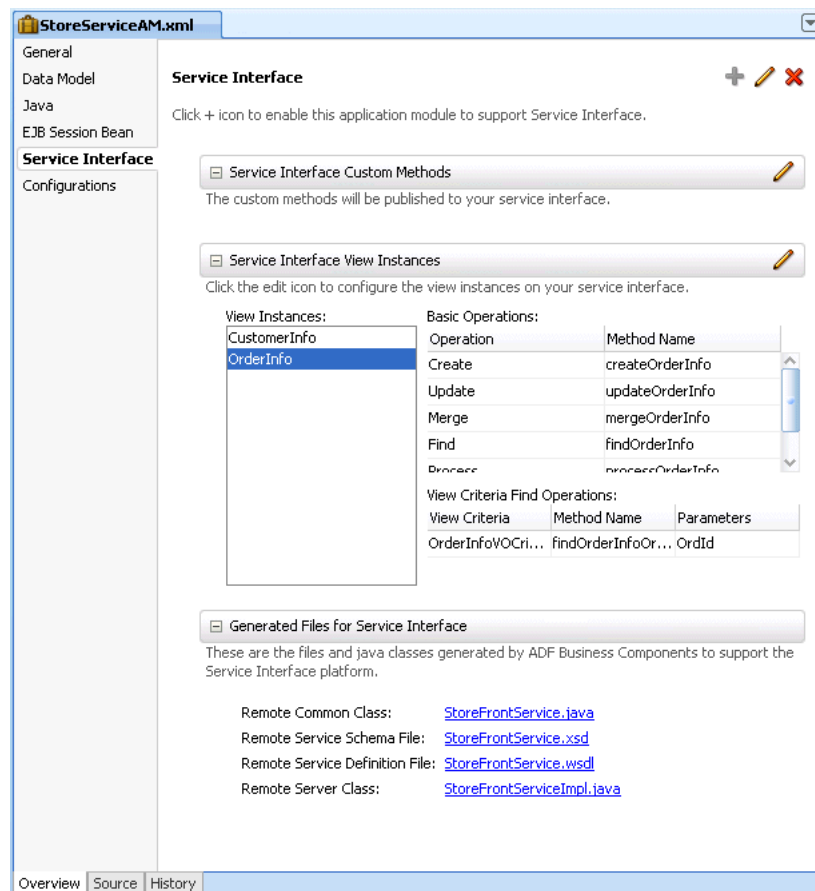 StoreServiceAM.xml
General
Data Model
Java
EJB Session Bean
Service Interface
Configurations
Service Interface
Click + icon to enable this application module to support Service Interface.
Service Interface Custom Methods
The custom methods will be published to your service interface.
Service Interface View Instances
Click the edit icon to configure the view instances on your service interface.
View Instances:
CustomerInfo
OrderInfo
Basic Operations:
Operation Method Name
Create createOrderInfo
Update updateOrderInfo
Merge mergeOrderInfo
Find findOrderInfo
Process processOrderInfo
View Criteria Find Operations:
View Criteria Method Name Parameters
OrderInfoVOCri... findOrderInfoOr... OrdId
Generated Files for Service Interface
These are the files and java classes generated by ADF Business Components to support the
Service Interface platform.
Remote Common Class: StoreFrontService.java
Remote Service Schema File: StoreFrontService.xsd
Remote Service Definition File: StoreFrontService.wsdl
Remote Server Class: StoreFrontServiceImpl.java
Overview Source History